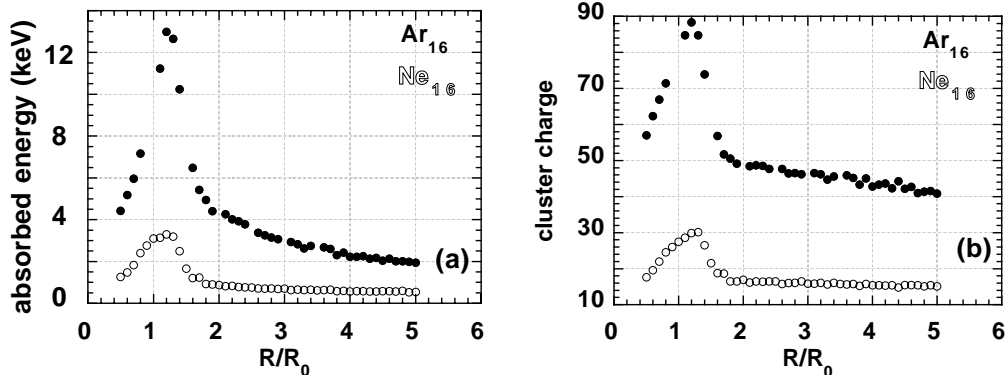 absorbed energy (keV)
12
8
4
0
Ar16
Ne16
(a)
0 1 2 3 4 5 6
R/R0
cluster charge
90
70
50
30
10
Ar16
Ne16
(b)
0 1 2 3 4 5 6
R/R0